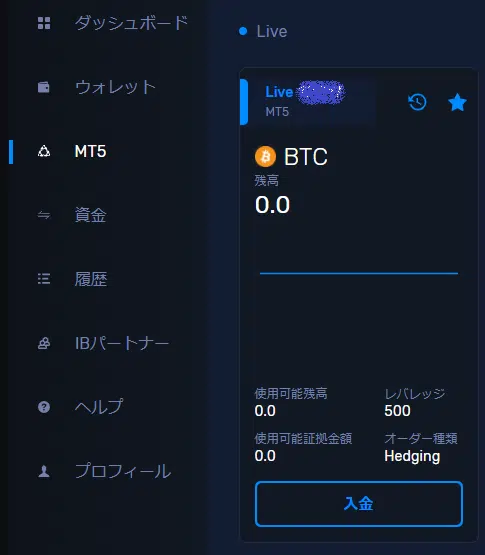 ダッシュボード
ウォレット
MT5
資金
履歴
IBパートナー
ヘルプ
プロフィール
Live
Live
MT5
BTC
残高
0.0
使用可能残高 レバレッジ
0.0 500
使用可能証拠金額 オーダー種類
0.0 Hedging
入金